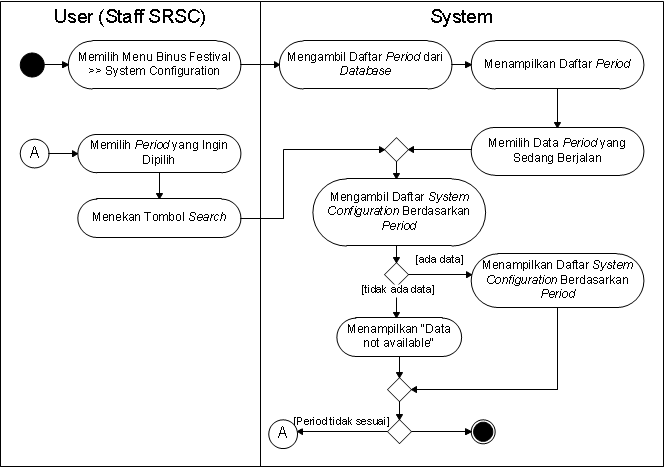 User (Staff SRSC)
System
Memilih Menu Binus Festival
>> System Configuration
Mengambil Daftar Period dari
Database
Menampilkan Daftar Period
A
Memilih Period yang Ingin
Dipilih
Memilih Data Period yang
Sedang Berjalan
Menekan Tombol Search
Mengambil Daftar System
Configuration Berdasarkan
Period
[ada data]
[tidak ada data]
Menampilkan Daftar System
Configuration Berdasarkan
Period
Menampilkan "Data
not available"
[Period tidak sesuai]
A